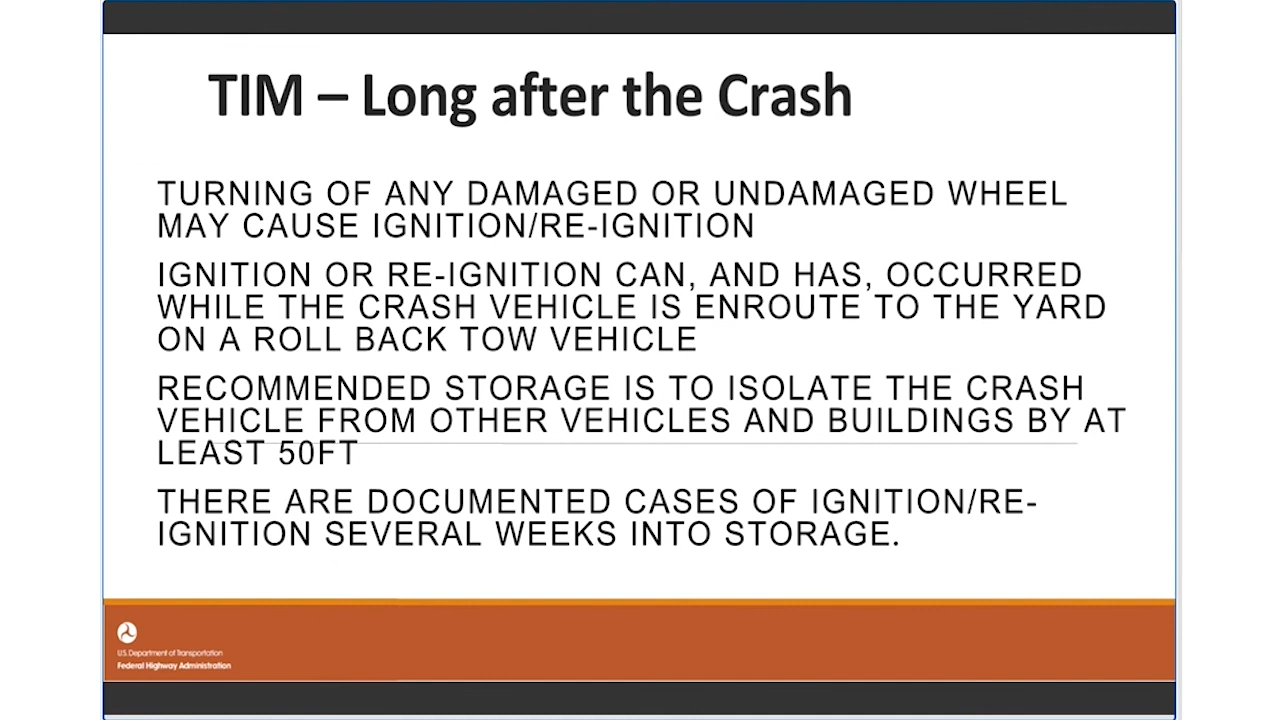 TIM – Long after the Crash
TURNING OF ANY DAMAGED OR UNDAMAGED WHEEL
MAY CAUSE IGNITION/RE-IGNITION
IGNITION OR RE-IGNITION CAN, AND HAS, OCCURRED
WHILE THE CRASH VEHICLE IS ENROUTE TO THE YARD
ON A ROLL BACK TOW VEHICLE
RECOMMENDED STORAGE IS TO ISOLATE THE CRASH
VEHICLE FROM OTHER VEHICLES AND BUILDINGS BY AT
LEAST 50FT
THERE ARE DOCUMENTED CASES OF IGNITION/RE-
IGNITION SEVERAL WEEKS INTO STORAGE.
U.S. Department of Transportation
Federal Highway Administration